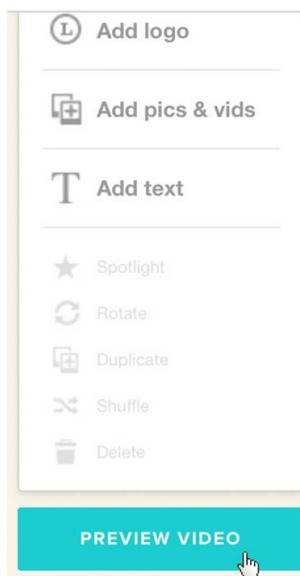 L
Add logo
Add pics & vids
T
Add text
Spotlight
Rotate
Duplicate
Shuffle
Delete
PREVIEW VIDEO